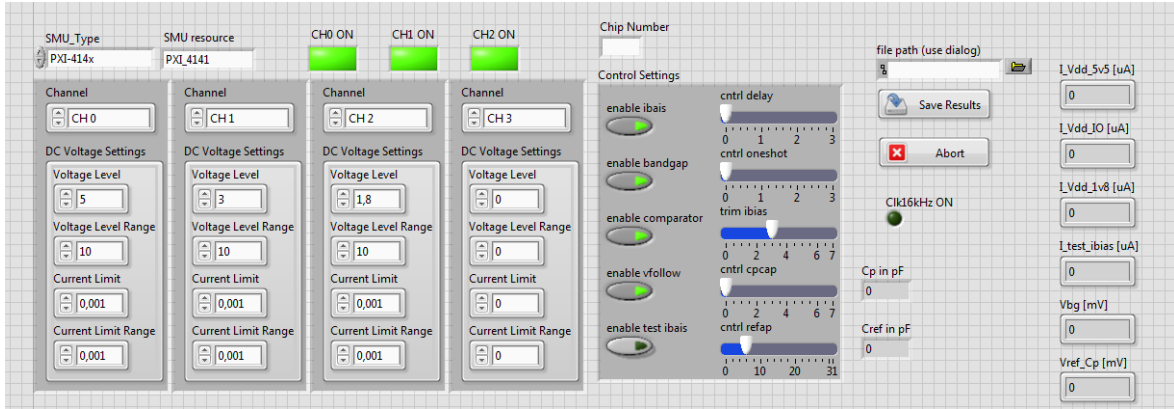 SMU_Type
SMU resource
CH0 ON
CH1 ON
CH2 ON
PXI-414x
PXI_4141
Channel
CH 0
DC Voltage Settings
Voltage Level
5
Voltage Level Range
10
Current Limit
0,001
Current Limit Range
0,001
Channel
CH 1
DC Voltage Settings
Voltage Level
3
Voltage Level Range
10
Current Limit
0,001
Current Limit Range
0,001
Channel
CH 2
DC Voltage Settings
Voltage Level
1,8
Voltage Level Range
10
Current Limit
0,001
Current Limit Range
0,001
Channel
CH 3
DC Voltage Settings
Voltage Level
0
Voltage Level Range
0
Current Limit
0
Current Limit Range
0
Chip Number
Control Settings
enable ibais
enable bandgap
enable comparator
enable vfollow
enable test ibais
cntrl delay
0 1 2 3
cntrl oneshot
0 1 2 3
trim ibias
0 2 4 6 7
cntrl cpcap
0 2 4 6 7
cntrl refap
0 10 20 31
file path (use dialog)
Save Results
Abort
Clk16kHz ON
Cp in pF
0
Cref in pF
0
I_Vdd_5v5 [uA]
0
I_Vdd_IO [uA]
0
I_Vdd_1v8 [uA]
0
I_test_ibias [uA]
0
Vbg [mV]
0
Vref_Cp [mV]
0